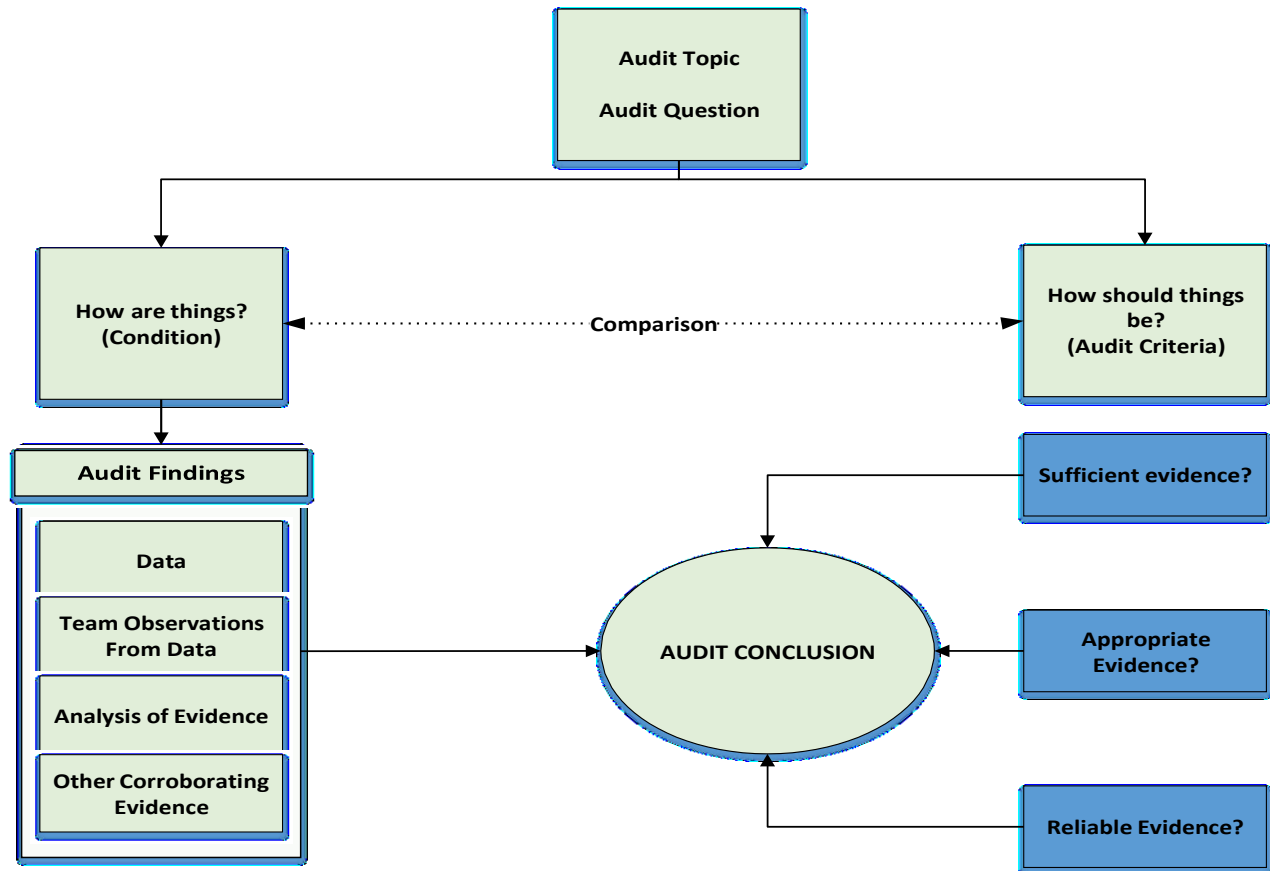 Audit Topic
Audit Question
How are things?
(Condition)
Comparison
How should things
be?
(Audit Criteria)
Audit Findings
Data
Team Observations
From Data
Analysis of Evidence
Other Corroborating
Evidence
AUDIT CONCLUSION
Sufficient evidence?
Appropriate
Evidence?
Reliable Evidence?